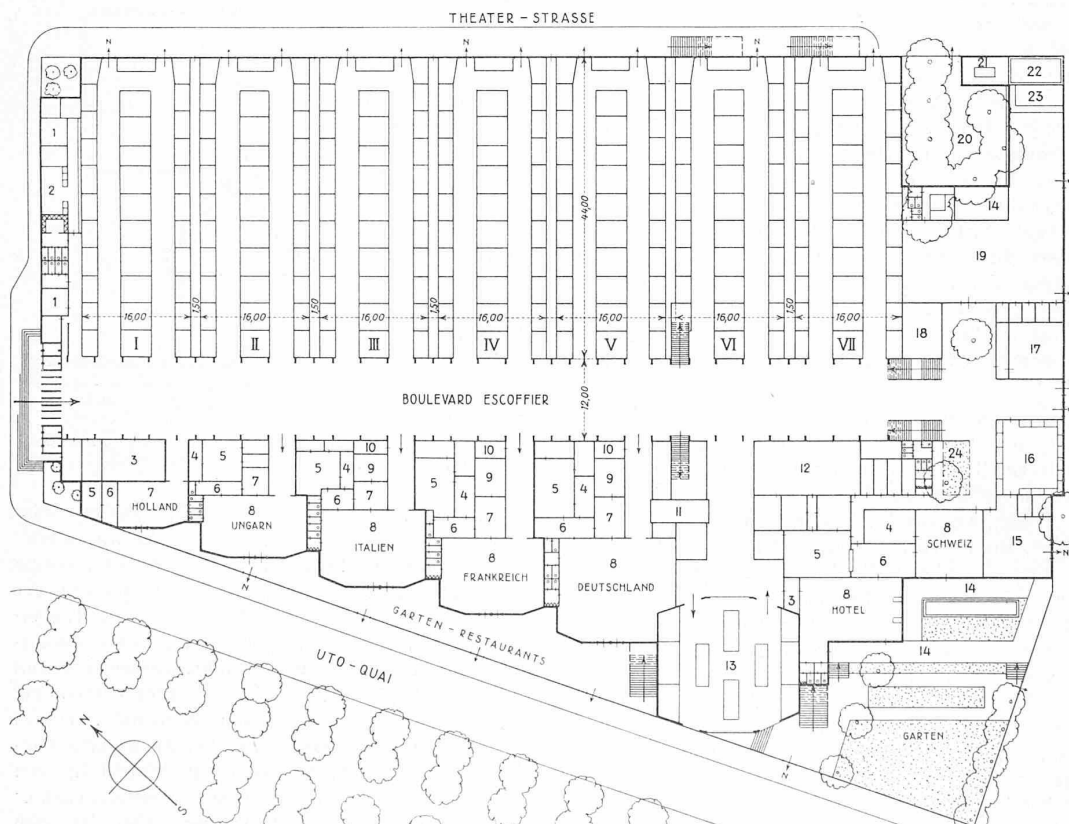 THEATER-STRASSE
N N N N
21 22
1 23
20
2 44,00
14
19
1
1,50 1,50 1,50 1,50
16,00 16,00 16,00 16,00 16,00 16,00 16,00
18
I II III IV V VI VII 17
BOULEVARD ESCOFFIER 12,00
10 10 10
3 4 5 5 4 9 5 9 5 4 9 12 24 16
5 6 7 6 7 6 7 4 7 7 11
HOLLAND 8 8 6 6 4 8 15 N
UNGARN ITALIEN 8 8 5 6 SCHWEIZ
FRANKREICH DEUTSCHLAND 3 8 14
N HOTEL
GARTEN-RESTAURANTS 14
UTO-QUAI 13
N GARTEN
N
S